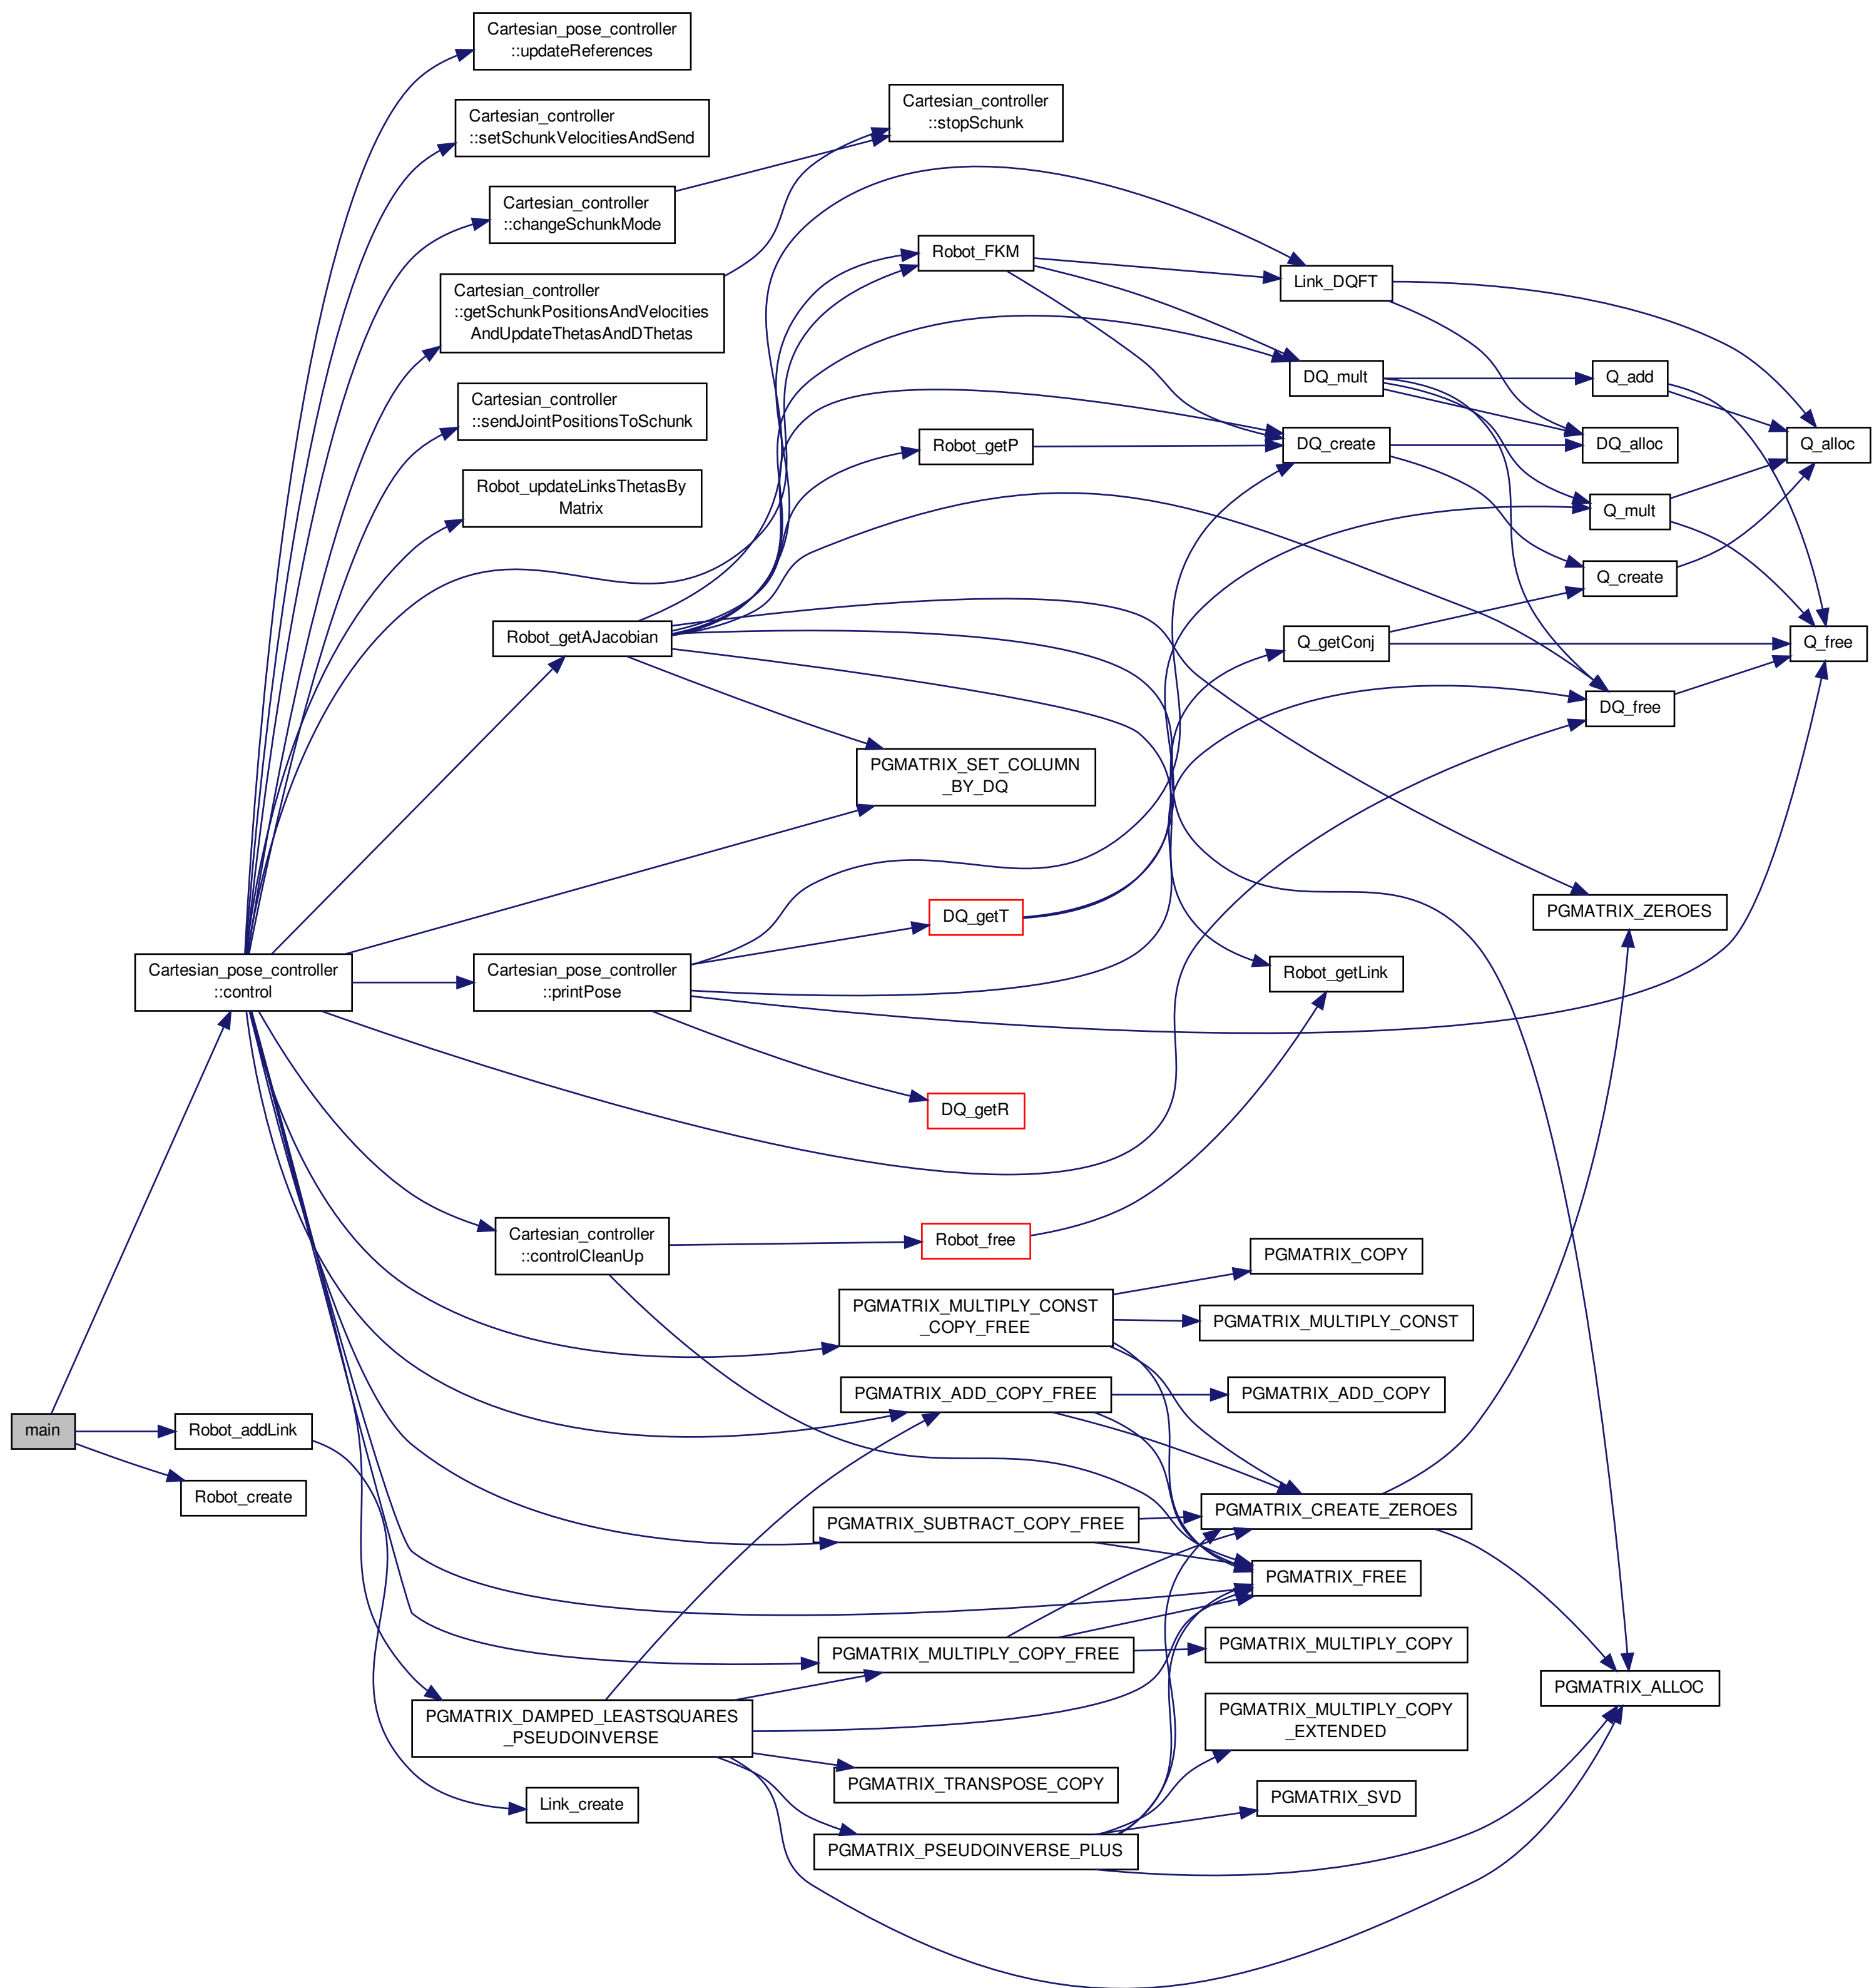 Cartesian_pose_controller
::updateReferences
Cartesian_controller
::setSchunkVelocitiesAndSend
Cartesian_controller
::changeSchunkMode
Cartesian_controller
::getSchunkPositionsAndVelocities
AndUpdateThetasAndDThetas
Cartesian_controller
::sendJointPositionsToSchunk
Robot_updateLinksThetasBy
Matrix
Cartesian_controller
::stopSchunk
Robot_FKM
Link_DQFT
DQ_mult
Q_add
Robot_getP
DQ_create
DQ_alloc
Q_alloc
Q_mult
Q_create
Robot_getAJacobian
Q_getConj
Q_free
DQ_free
PGMATRIX_SET_COLUMN
_BY_DQ
DQ_getT
PGMATRIX_ZEROES
Cartesian_pose_controller
::control
Cartesian_pose_controller
::printPose
Robot_getLink
DQ_getR
Cartesian_controller
::controlCleanUp
Robot_free
PGMATRIX_COPY
PGMATRIX_MULTIPLY_CONST
_COPY_FREE
PGMATRIX_MULTIPLY_CONST
PGMATRIX_ADD_COPY_FREE
PGMATRIX_ADD_COPY
main
Robot_addLink
Robot_create
PGMATRIX_CREATE_ZEROES
PGMATRIX_SUBTRACT_COPY_FREE
PGMATRIX_FREE
PGMATRIX_MULTIPLY_COPY_FREE
PGMATRIX_MULTIPLY_COPY
PGMATRIX_ALLOC
PGMATRIX_DAMPED_LEASTSQUARES
_PSEUDOINVERSE
PGMATRIX_MULTIPLY_COPY
_EXTENDED
PGMATRIX_TRANSPOSE_COPY
Link_create
PGMATRIX_SVD
PGMATRIX_PSEUDOINVERSE_PLUS